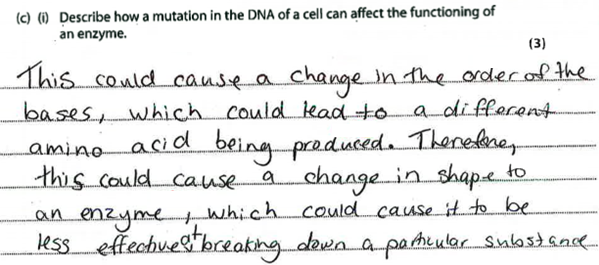 (c) (i) Describe how a mutation in the DNA of a cell can affect the functioning of
an enzyme.
(3)
This could cause a change in the order of the
bases, which could lead to a different
amino acid being produced. Therefore,
this could cause a change in shape to
an enzyme, which could cause it to be
less effective at breaking down a particular substance